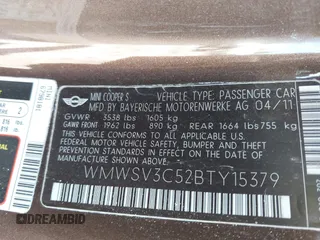 MINI COOPER S
VEHICLE TYPE: PASSENGER CAR
MFD BY BAYERISCHE MOTORENWERKE AG 04/11
GVWR 3538 lbs 1605 kg
GAWR FRONT 1962 lbs 890 kg REAR 1664 lbs 755 kg
THIS VEHICLE CONFORMS TO ALL APPLICABLE
U.S. FEDERAL MOTOR VEHICLE SAFETY
BUMPER AND THEFT PREVENTION STANDARDS
IN EFFECT ON THE DATE OF MANUFACTURE
SHOWN ABOVE.
WMWSV3C52BTY15379
© DREAMBID